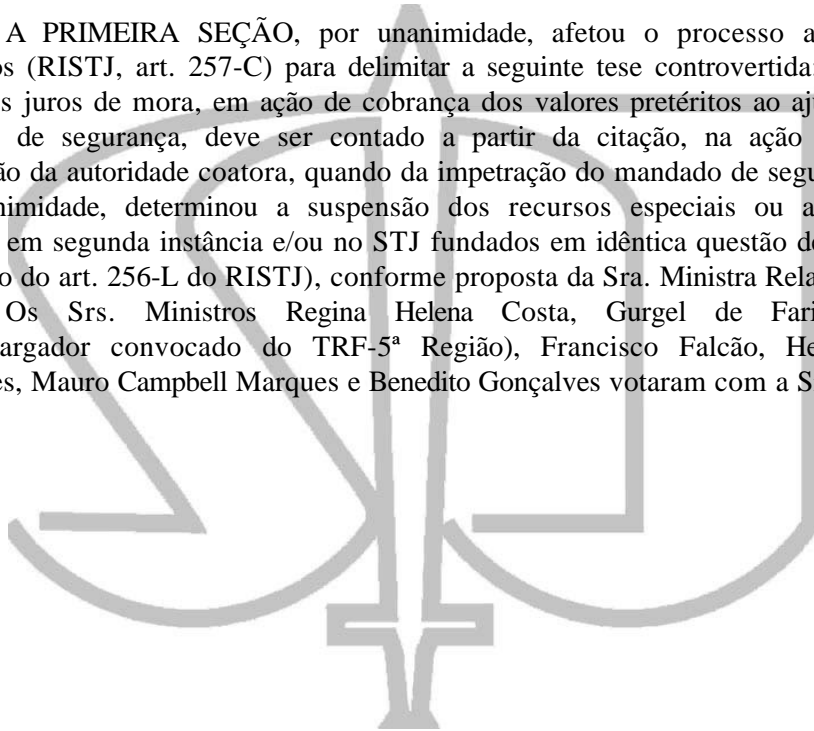 A PRIMEIRA SEÇÃO, por unanimidade, afetou o processo a
os (RISTJ, art. 257-C) para delimitar a seguinte tese controvertida:
s juros de mora, em ação de cobrança dos valores pretéritos ao aj
de segurança, deve ser contado a partir da citação, na ação
ão da autoridade coatora, quando da impetração do mandado de segu
nimidade, determinou a suspensão dos recursos especiais ou a
em segunda instância e/ou no STJ fundados em idêntica questão d
o do art. 256-L do RISTJ), conforme proposta da Sra. Ministra Rela
Os Srs. Ministros Regina Helena Costa, Gurgel de Fari
argador convocado do TRF-5ª Região), Francisco Falcão, He
es, Mauro Campbell Marques e Benedito Gonçalves votaram com a S